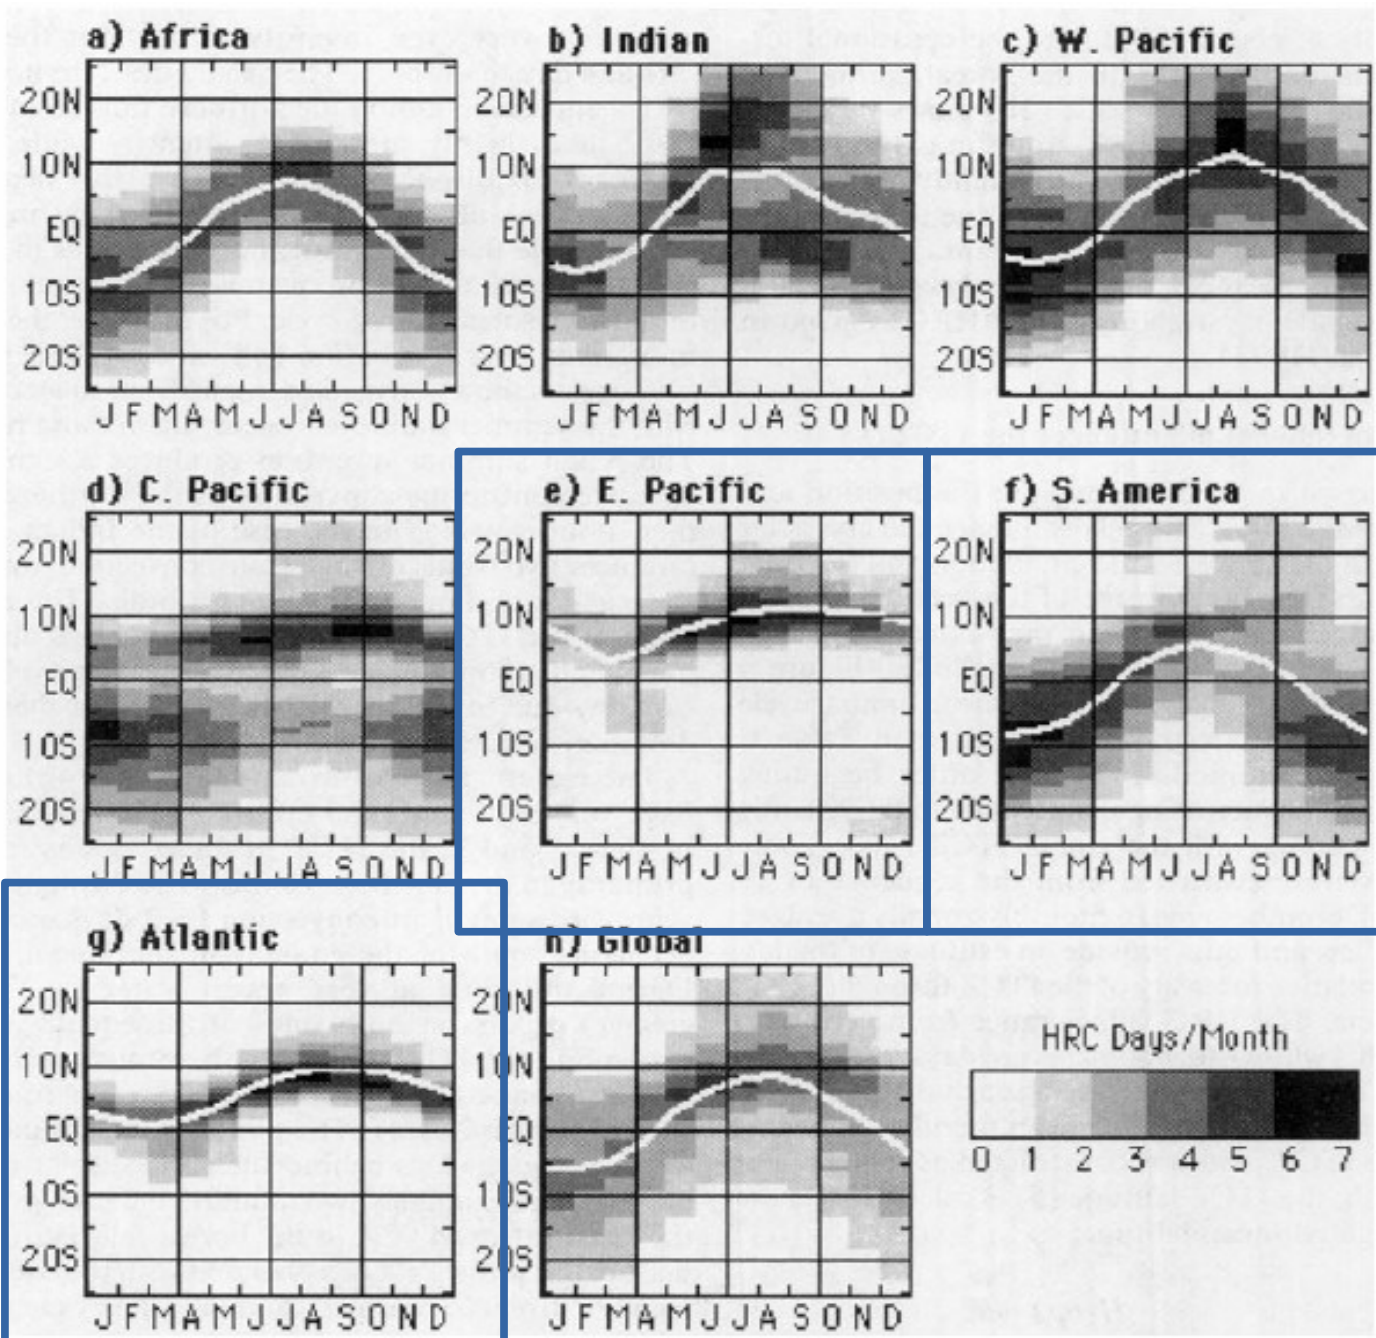 a) Africa
20N
10N
EQ
10S
20S
J F M A M J J A S O N D
b) Indian
20N
10N
EQ
10S
20S
J F M A M J J A S O N D
c) W. Pacific
20N
10N
EQ
10S
20S
J F M A M J J A S O N D
d) C. Pacific
20N
10N
EQ
10S
20S
J F M A M J J A S O N D
e) E. Pacific
20N
10N
EQ
10S
20S
J F M A M J J A S O N D
f) S. America
20N
10N
EQ
10S
20S
J F M A M J J A S O N D
g) Atlantic
20N
10N
EQ
10S
20S
J F M A M J J A S O N D
h) Global
20N
10N
EQ
10S
20S
J F M A M J J A S O N D
HRC Days/Month
0 1 2 3 4 5 6 7